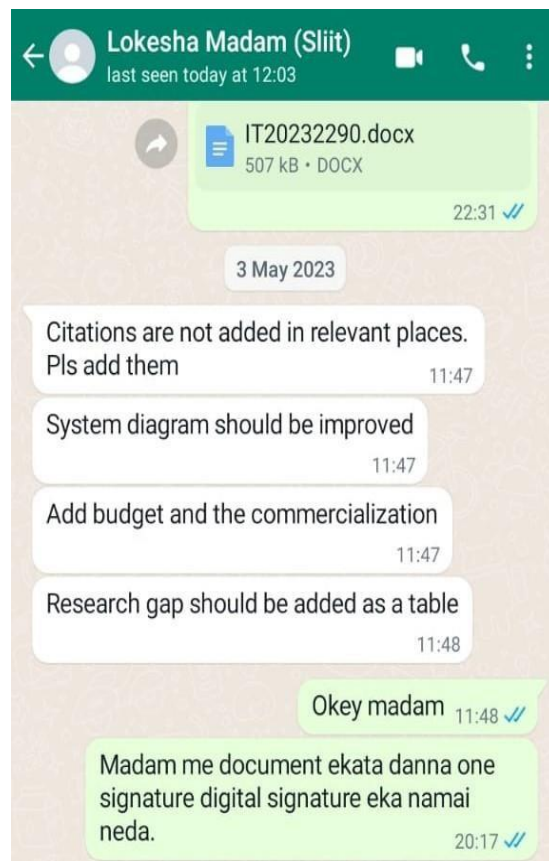 Lokesha Madam (Sliit)
last seen today at 12:03
IT20232290.docx
507 kB • DOCX
22:31
3 May 2023
Citations are not added in relevant places.
Pls add them
11:47
System diagram should be improved
11:47
Add budget and the commercialization
11:47
Research gap should be added as a table
11:48
Okey madam 11:48
Madam me document ekata danna one
signature digital signature eka namai
neda.
20:17